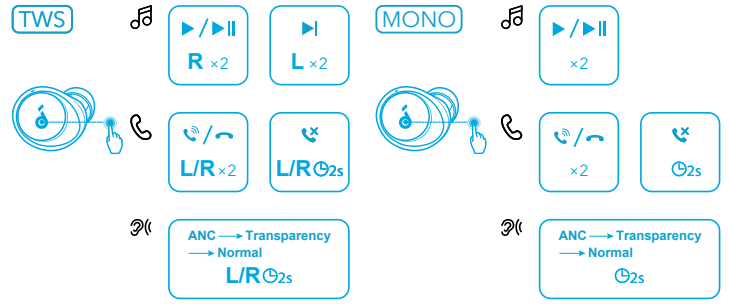 TWS
R ×2
L ×2
L/R ×2
L/R 2s
ANC → Transparency
→ Normal
L/R 2s
MONO
×2
×2
2s
ANC → Transparency
→ Normal
2s